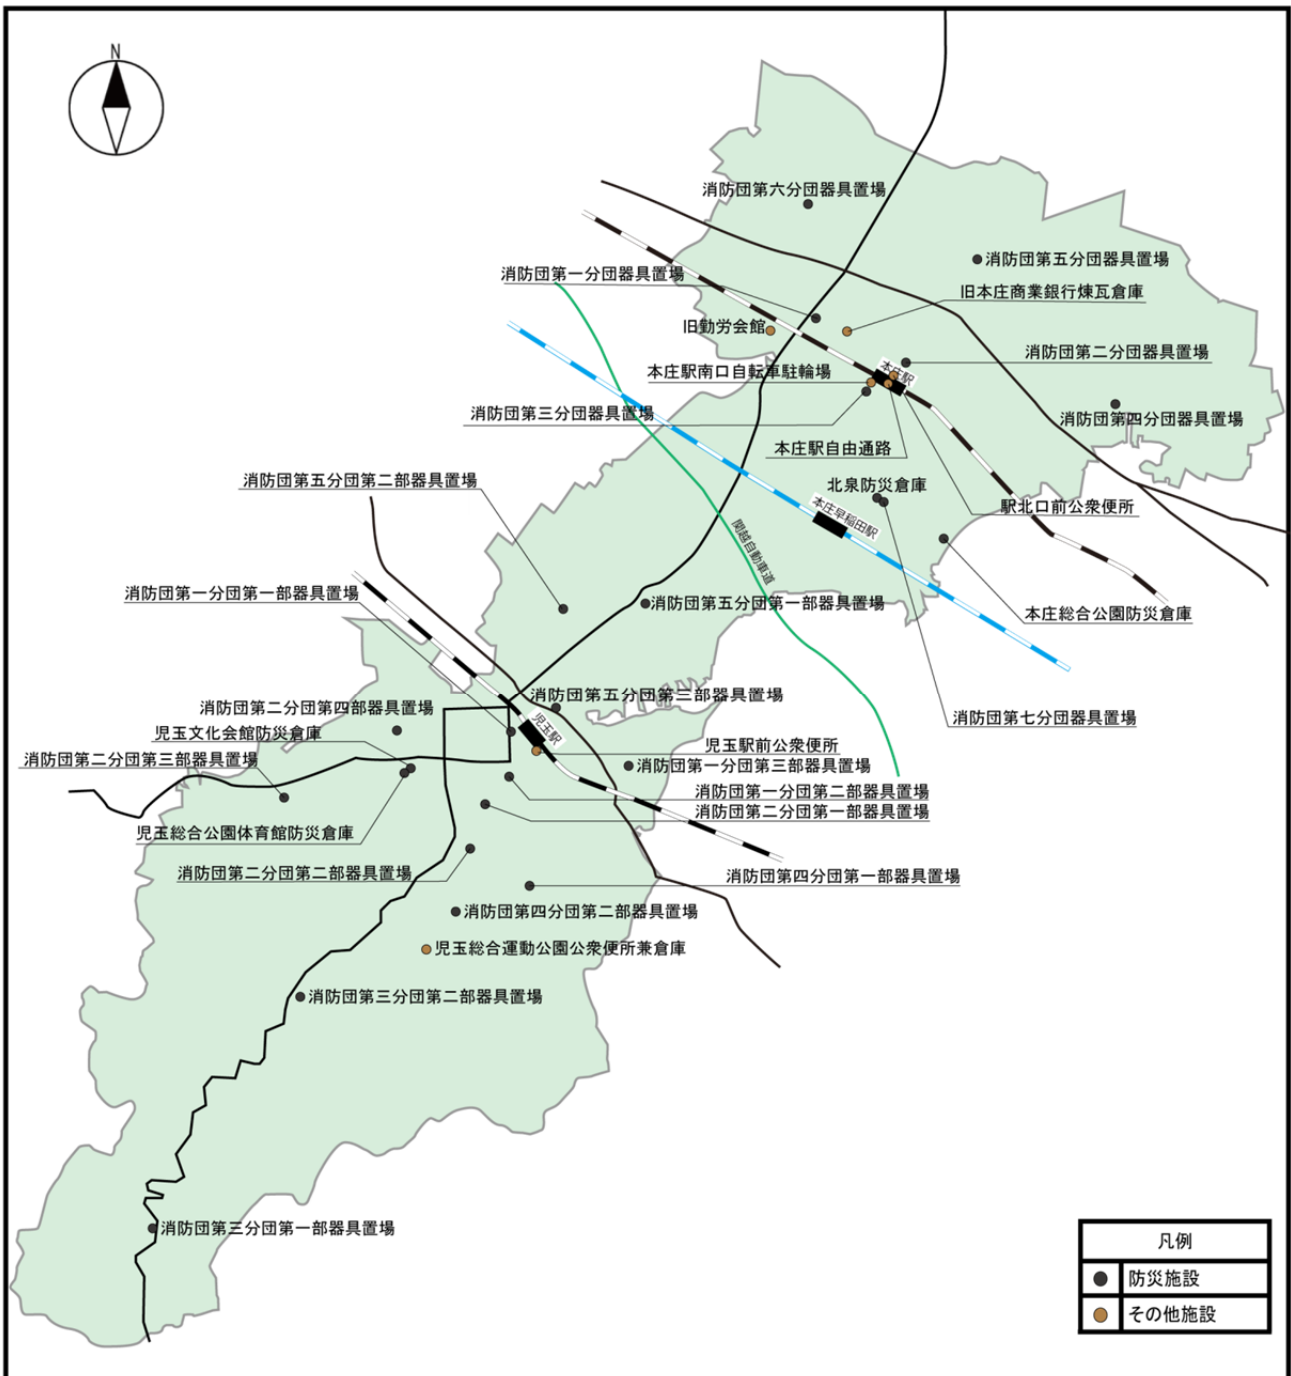 N
消防団第六分団器具置場
消防団第五分団器具置場
消防団第一分団器具置場
旧本庄商業銀行煉瓦倉庫
旧勤労会館
消防団第二分団器具置場
本庄駅
本庄駅南口自転車駐輪場
消防団第三分団器具置場
消防団第四分団器具置場
本庄駅自由通路
消防団第五分団第二部器具置場
北泉防災倉庫
駅北口前公衆便所
本庄早稲田駅
関越自動車道
消防団第一分団第一部器具置場
消防団第五分団第一部器具置場
本庄総合公園防災倉庫
消防団第五分団第三部器具置場
消防団第二分団第四部器具置場
消防団第七分団器具置場
児玉駅
児玉文化会館防災倉庫
児玉駅前公衆便所
消防団第二分団第三部器具置場
消防団第一分団第三部器具置場
消防団第一分団第二部器具置場
消防団第二分団第一部器具置場
児玉総合公園体育館防災倉庫
消防団第二分団第二部器具置場
消防団第四分団第一部器具置場
消防団第四分団第二部器具置場
児玉総合運動公園公衆便所兼倉庫
消防団第三分団第二部器具置場
消防団第三分団第一部器具置場
凡例
防災施設
その他施設